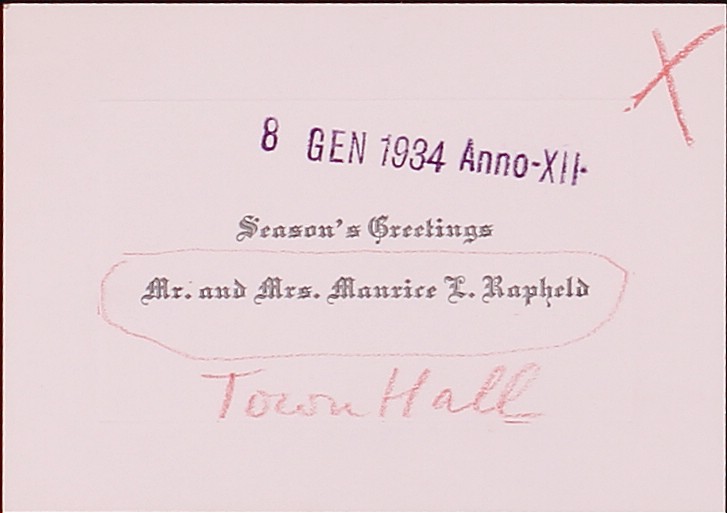 8 GEN 1934 Anno-XII-
Season's Greetings
Mr. and Mrs. Maurice L. Rapheld
Town Hall